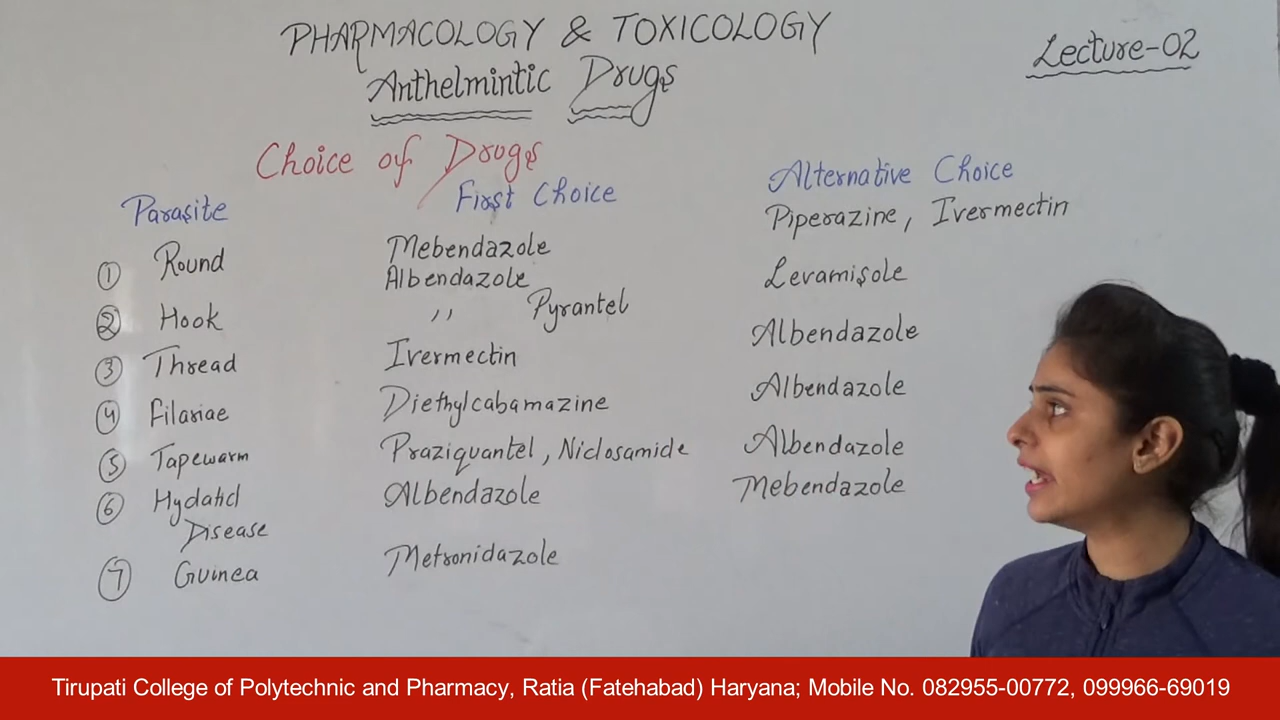 PHARMACOLOGY & TOXICOLOGY
Lecture-02
Anthelmintic Drugs
Choice of Drugs
Parasite First Choice Alternative Choice
① Round Mebendazole Piperazine, Ivermectin
Albendazole Levamisole
② Hook ,, Pyrantel
③ Thread Ivermectin Albendazole
④ Filariae Diethylcabamazine Albendazole
⑤ Tapewarm Praziquantel, Niclosamide Albendazole
⑥ Hydatid Albendazole Mebendazole
Disease
⑦ Guinea Metronidazole
Tirupati College of Polytechnic and Pharmacy, Ratia (Fatehabad) Haryana; Mobile No. 082955-00772, 099966-69019